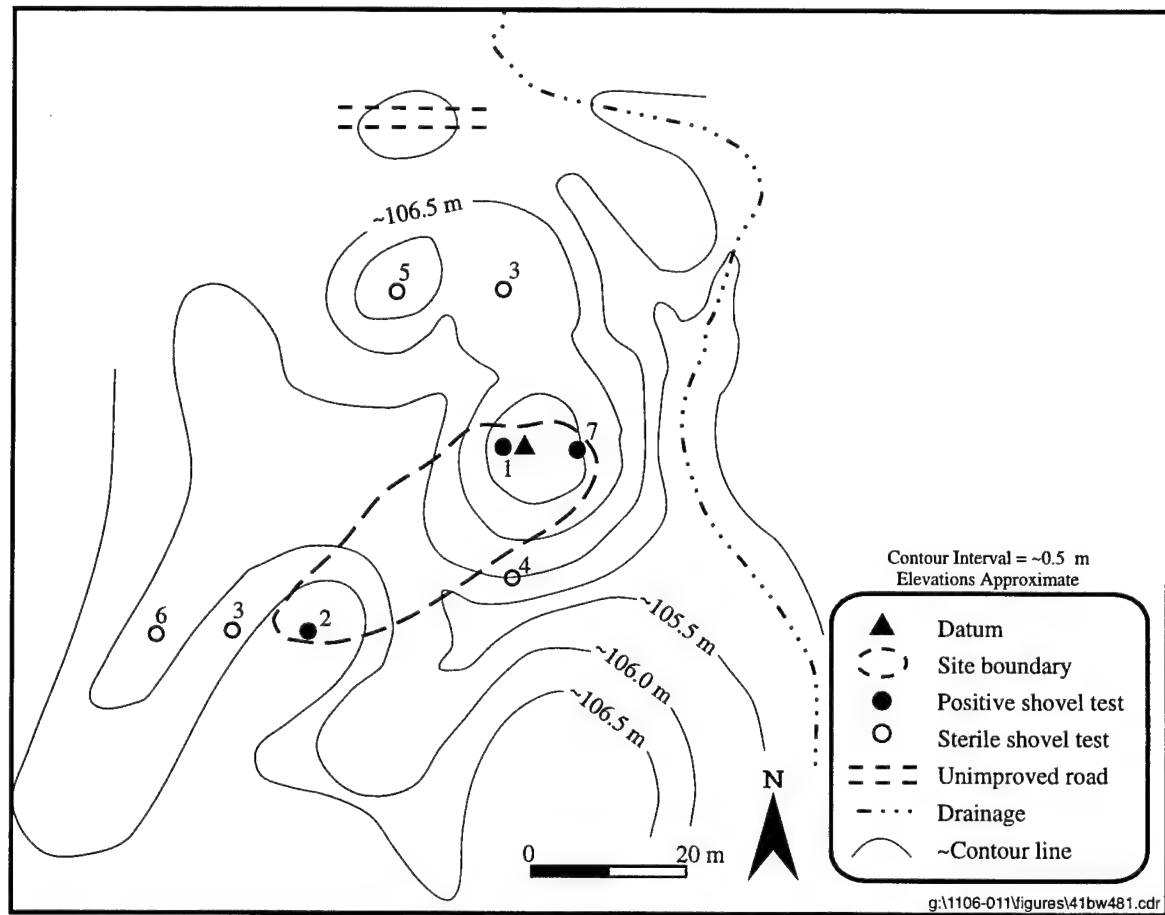 ~106.5 m
5
3
7
1
4
6
3
2
~105.5 m
~106.0 m
~106.5 m
N
0 20 m
Contour Interval = ~0.5 m
Elevations Approximate
Datum
Site boundary
Positive shovel test
Sterile shovel test
Unimproved road
Drainage
~Contour line
g:\1106-011\figures\41bw481.cdr